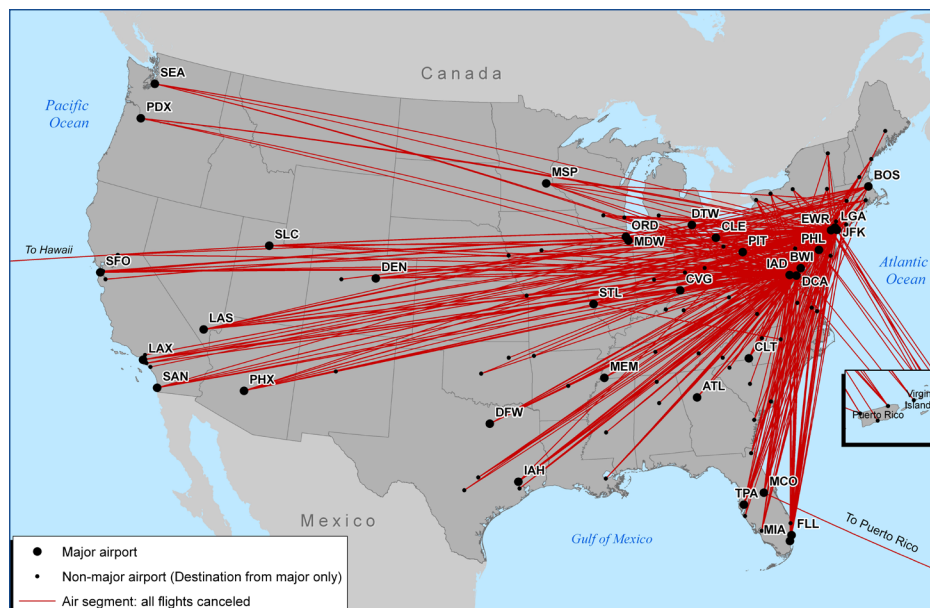 Canada
SEA
Pacific
Ocean
PDX
MSP
BOS
DTW
EWR
LGA
ORD
CLE
JFK
SLC
MDW
PIT
PHL
To Hawaii
SFO
IAD
BWI
Atlantic
Ocean
DEN
CVG
DCA
STL
LAS
LAX
CLT
SAN
PHX
MEM
ATL
Virgin
Island
Puerto Rico
DFW
IAH
MCO
TPA
Mexico
MIA
FLL
To Puerto Rico
Gulf of Mexico
Major airport
Non-major airport (Destination from major only)
Air segment: all flights canceled